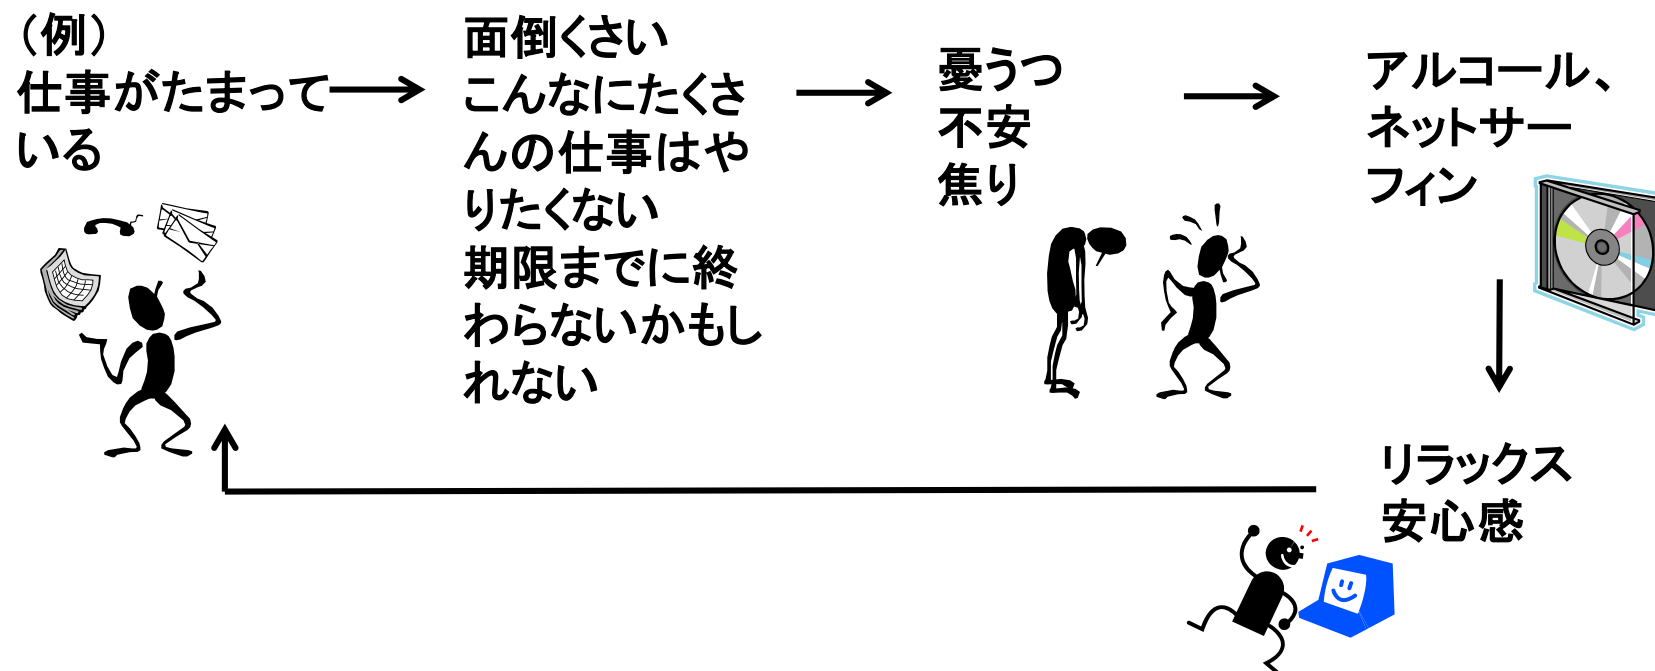 （例）
仕事がたまって
いる
面倒くさい
こんなにたくさ
んの仕事はや
りたくない
期限までに終
わらないかもし
れない
憂うつ
不安
焦り
アルコール、
ネットサー
フィン
リラックス
安心感